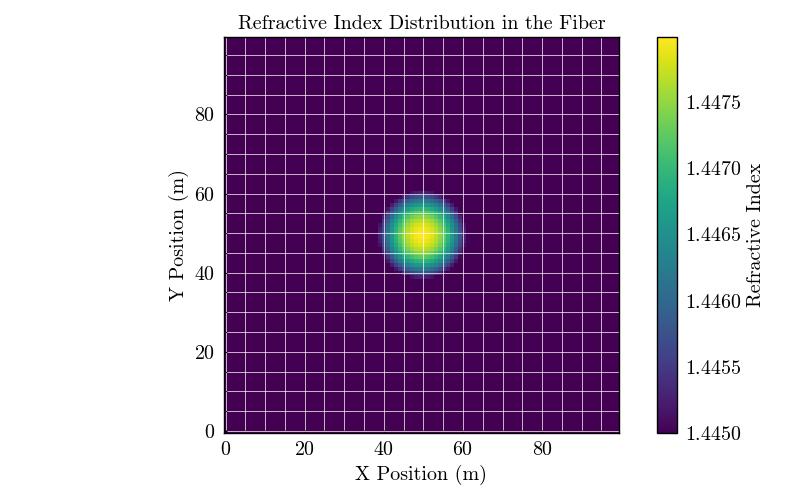 Refractive Index Distribution in the Fiber
80
60
40
20
0
Y Position (m)
0 20 40 60 80
X Position (m)
1.4475
1.4470
1.4465
1.4460
1.4455
1.4450
Refractive Index